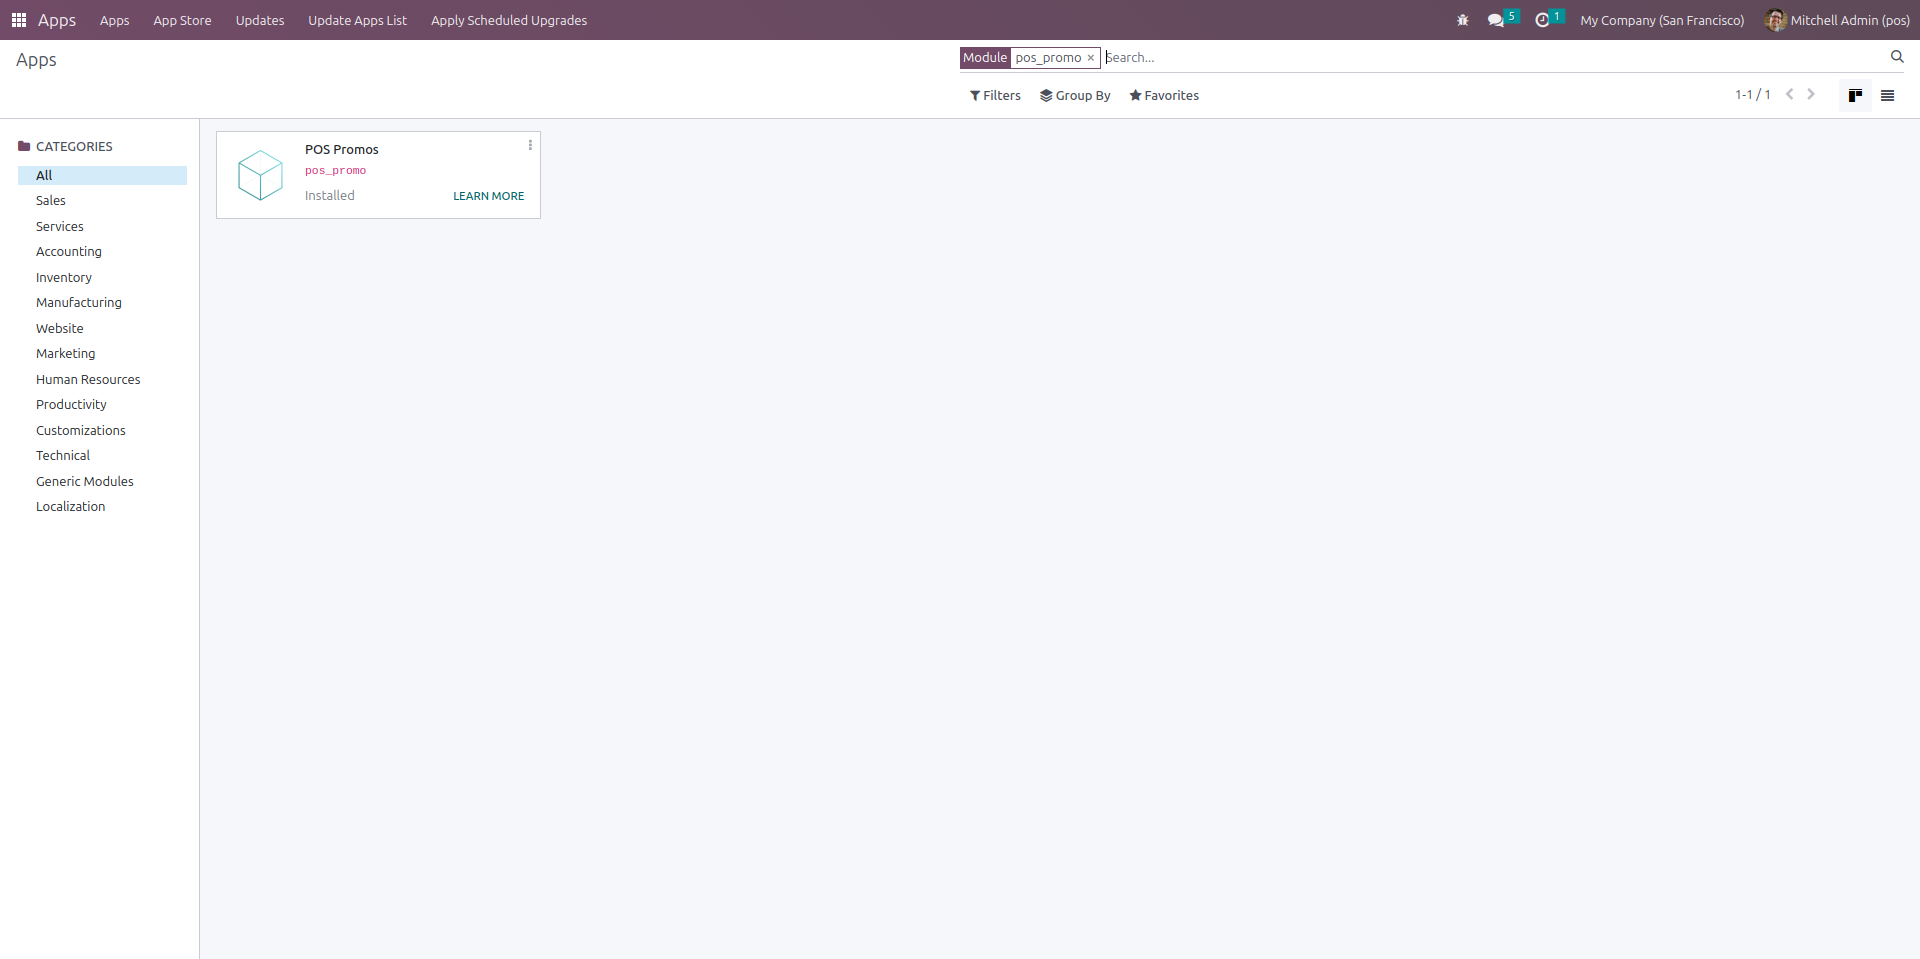 Apps Apps App Store Updates Update Apps List Apply Scheduled Upgrades 5 1 My Company (San Francisco) Mitchell Admin (pos)
Apps
Module pos_promo × Search...
Filters Group By Favorites 1-1 / 1
CATEGORIES
All
Sales
Services
Accounting
Inventory
Manufacturing
Website
Marketing
Human Resources
Productivity
Customizations
Technical
Generic Modules
Localization
POS Promos
pos_promo
Installed LEARN MORE